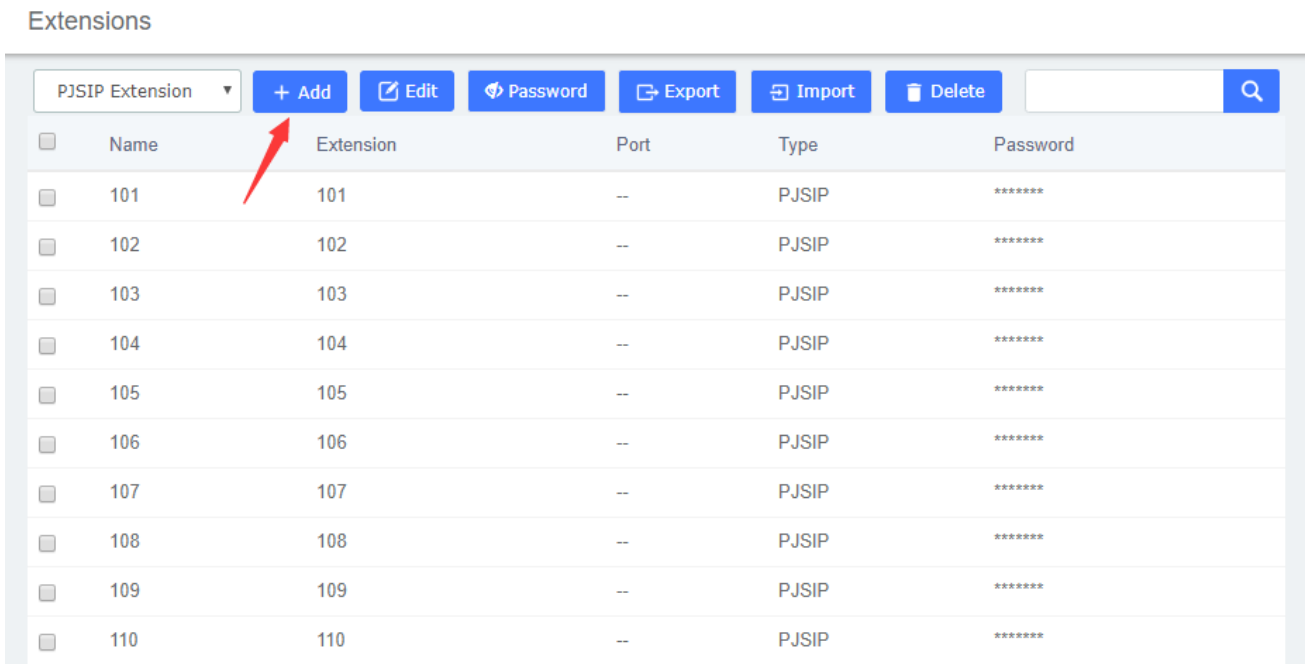 Extensions
PJSIP Extension ▼ + Add Edit Password Export Import Delete
Name Extension Port Type Password
101 101 -- PJSIP *******
102 102 -- PJSIP *******
103 103 -- PJSIP *******
104 104 -- PJSIP *******
105 105 -- PJSIP *******
106 106 -- PJSIP *******
107 107 -- PJSIP *******
108 108 -- PJSIP *******
109 109 -- PJSIP *******
110 110 -- PJSIP *******